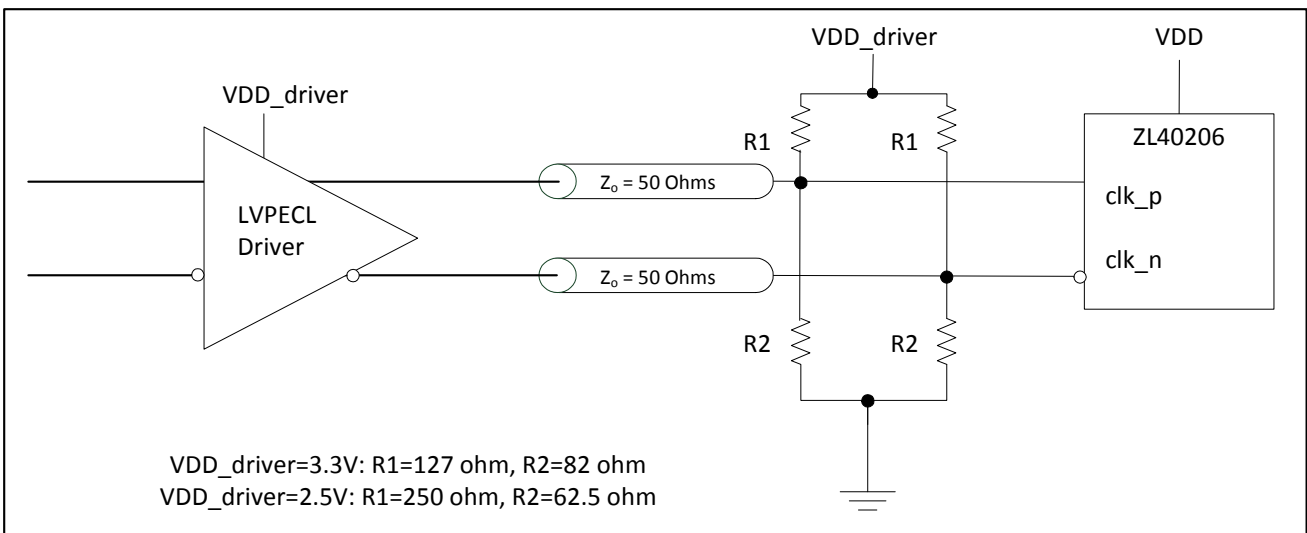 VDD_driver
VDD
VDD_driver
R1
R1
ZL40206
Zo = 50 Ohms
clk_p
LVPECL
Driver
clk_n
Zo = 50 Ohms
R2
R2
VDD_driver=3.3V: R1=127 ohm, R2=82 ohm
VDD_driver=2.5V: R1=250 ohm, R2=62.5 ohm